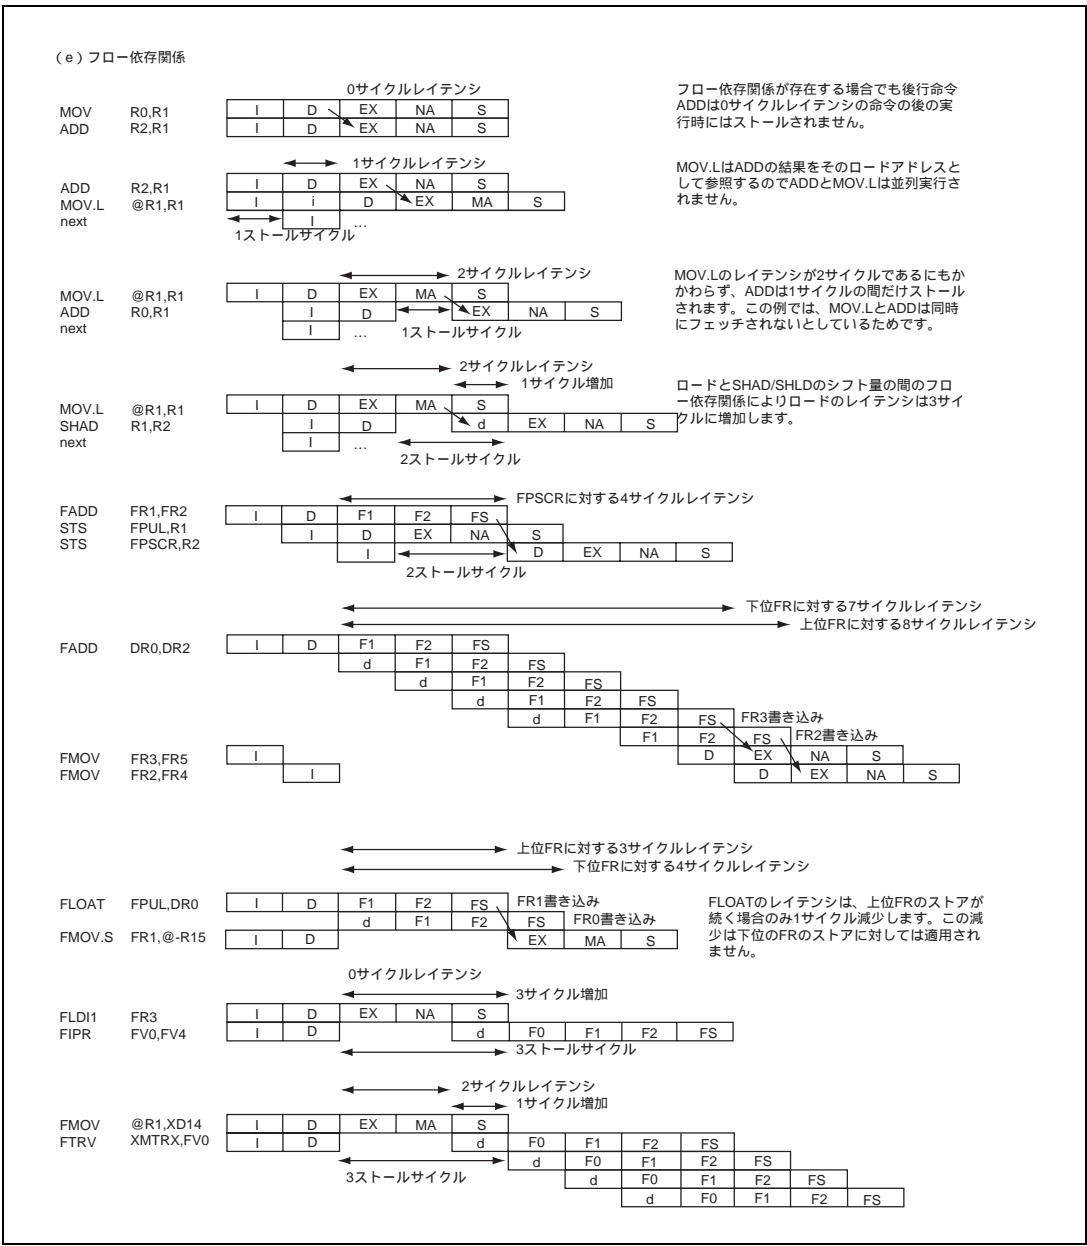 (e)フロー依存関係
0サイクルレイテンシ
MOV R0,R1 I D EX NA S
ADD R2,R1 I D EX NA S
フロー依存関係が存在する場合でも後行命令
ADDは0サイクルレイテンシの命令の後の実
行時にはストールされません。
1サイクルレイテンシ
ADD R2,R1 I D EX NA S
MOV.L @R1,R1 I i D EX MA S
next I ...
1ストールサイクル
MOV.LはADDの結果をそのロードアドレスと
して参照するのでADDとMOV.Lは並列実行さ
れません。
2サイクルレイテンシ
MOV.L @R1,R1 I D EX MA S
ADD R0,R1 I D EX NA S
next I ...
1ストールサイクル
MOV.Lのレイテンシが2サイクルであるにもか
かわらず、ADDは1サイクルの間だけストール
されます。この例では、MOV.LとADDは同時
にフェッチされないとしているためです。
2サイクルレイテンシ
1サイクル増加
MOV.L @R1,R1 I D EX MA S
SHAD R1,R2 I D d EX NA S
next I ...
2ストールサイクル
ロードとSHAD/SHLDのシフト量の間のフロ
ー依存関係によりロードのレイテンシは3サイ
クルに増加します。
FPSCRに対する4サイクルレイテンシ
FADD FR1,FR2 I D F1 F2 FS
STS FPUL,R1 I D EX NA S
STS FPSCR,R2 I D EX NA S
2ストールサイクル
下位FRに対する7サイクルレイテンシ
上位FRに対する8サイクルレイテンシ
FADD DR0,DR2 I D F1 F2 FS
d F1 F2 FS
d F1 F2 FS
d F1 F2 FS
d F1 F2 FS FR3書き込み
F1 F2 FS FR2書き込み
FMOV FR3,FR5 I D EX NA S
FMOV FR2,FR4 I D EX NA S
上位FRに対する3サイクルレイテンシ
下位FRに対する4サイクルレイテンシ
FLOAT FPUL,DR0 I D F1 F2 FS FR1書き込み
d F1 F2 FS FR0書き込み
FMOV.S FR1,@-R15 I D EX MA S
FLOATのレイテンシは、上位FRのストアが
続く場合のみ1サイクル減少します。この減
少は下位のFRのストアに対しては適用され
ません。
0サイクルレイテンシ
3サイクル増加
FLDI1 FR3 I D EX NA S
FIPR FV0,FV4 I D d F0 F1 F2 FS
3ストールサイクル
2サイクルレイテンシ
1サイクル増加
FMOV @R1,XD14 I D EX MA S
FTRV XMTRX,FV0 I D d F0 F1 F2 FS
d F0 F1 F2 FS
3ストールサイクル
d F0 F1 F2 FS
d F0 F1 F2 FS